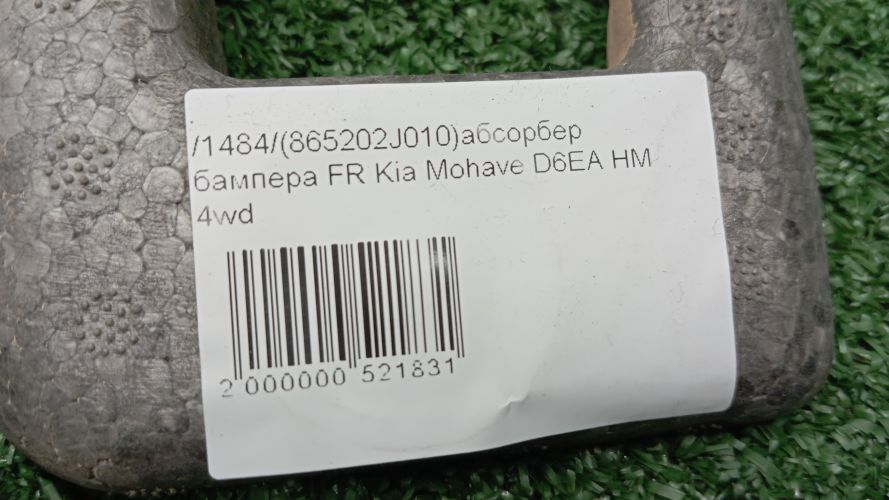 /1484/(865202J010)абсорбер
бампера FR Kia Mohave D6EA HM
4wd
2 000000 521831